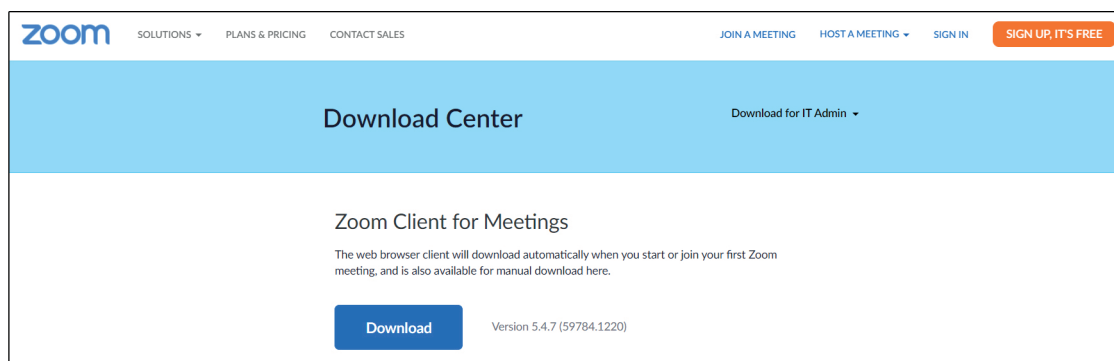 zoom SOLUTIONS PLANS & PRICING CONTACT SALES JOIN A MEETING HOST A MEETING SIGN IN SIGN UP, IT'S FREE
Download Center Download for IT Admin
Zoom Client for Meetings
The web browser client will download automatically when you start or join your first Zoom
meeting, and is also available for manual download here.
Download Version 5.4.7 (59784.1220)